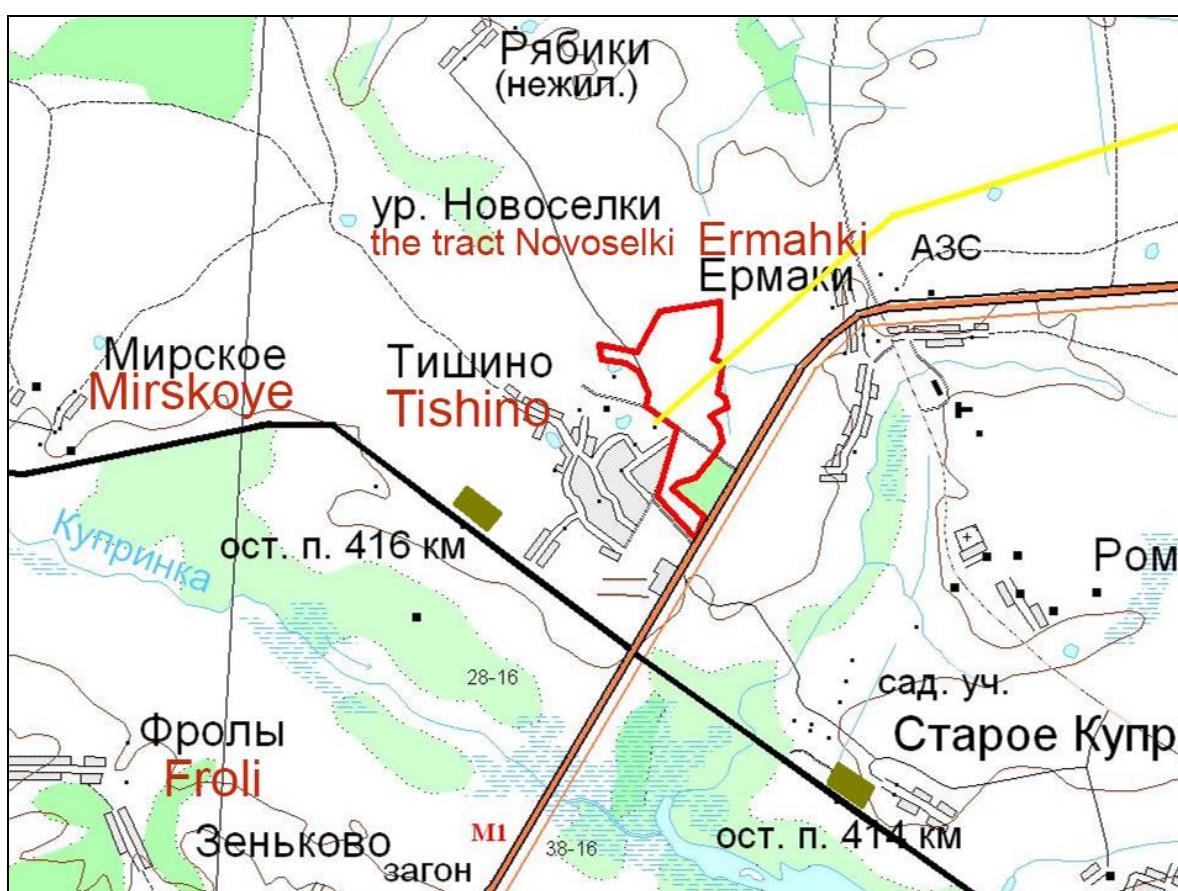 Рябики
(нежил.)
ур. Новоселки
the tract Novoselki
Ermahki
Ермаки
АЗС
Мирское
Mirskoye
Тишино
Tishino
ост. п. 416 км
Купринка
Ром
28-16
сад. уч.
Старое Купр
Фролы
Froli
Зеньково
загон
М1
38-16
ост. п. 414 км